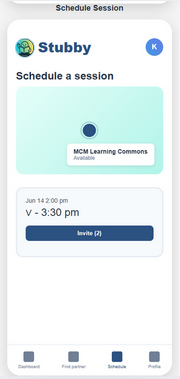 Schedule Session
Stubby
K
Schedule a session
MCM Learning Commons
Available
Jun 14 2:00 pm
v - 3:30 pm
Invite (2)
Dashboard
Find partner
Schedule
Profile